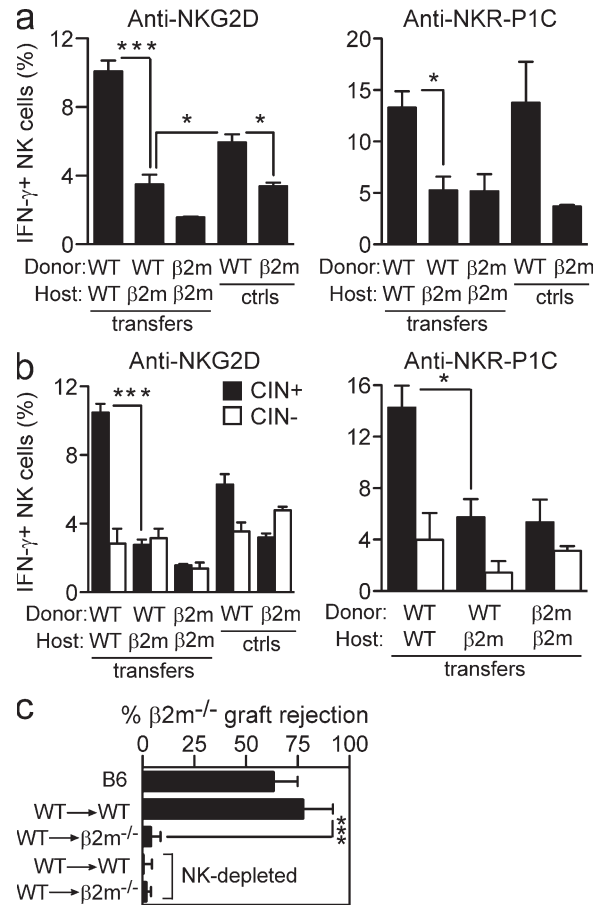 a
Anti-NKG2D Anti-NKR-P1C
IFN-γ+ NK cells (%)
12
8
4
0
***
*
*
20
15
10
5
0
*
Donor: WT WT β2m WT β2m
Host: WT β2m β2m ctrls
transfers
Donor: WT WT β2m WT β2m
Host: WT β2m β2m ctrls
transfers
b
Anti-NKG2D Anti-NKR-P1C
IFN-γ+ NK cells (%)
12
8
4
0
***
CIN+
CIN-
16
12
8
4
0
*
Donor: WT WT β2m WT β2m
Host: WT β2m β2m ctrls
transfers
Donor: WT WT β2m
Host: WT β2m β2m
transfers
c
% β2m-/- graft rejection
0 25 50 75 100
B6
WT→WT
WT→β2m-/-
***
WT→WT
WT→β2m-/-
NK-depleted